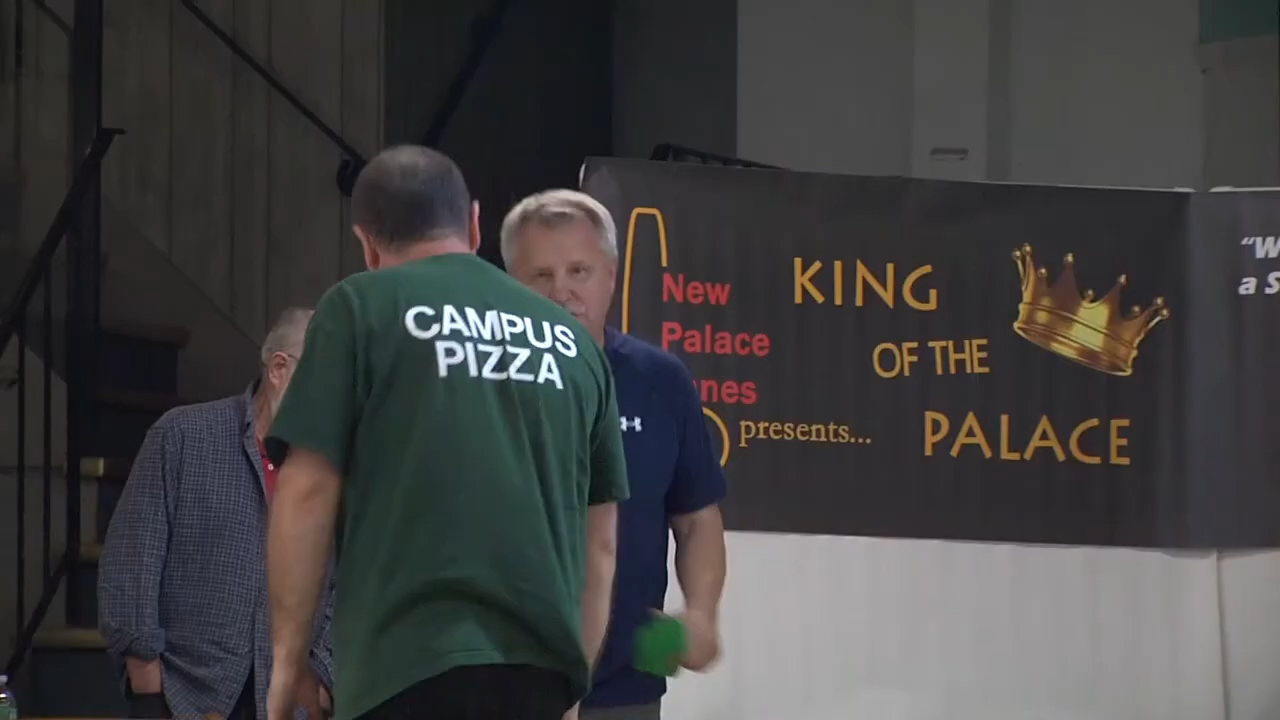 CAMPUS
PIZZA
New
Palace
presents...
KING
OF THE
PALACE